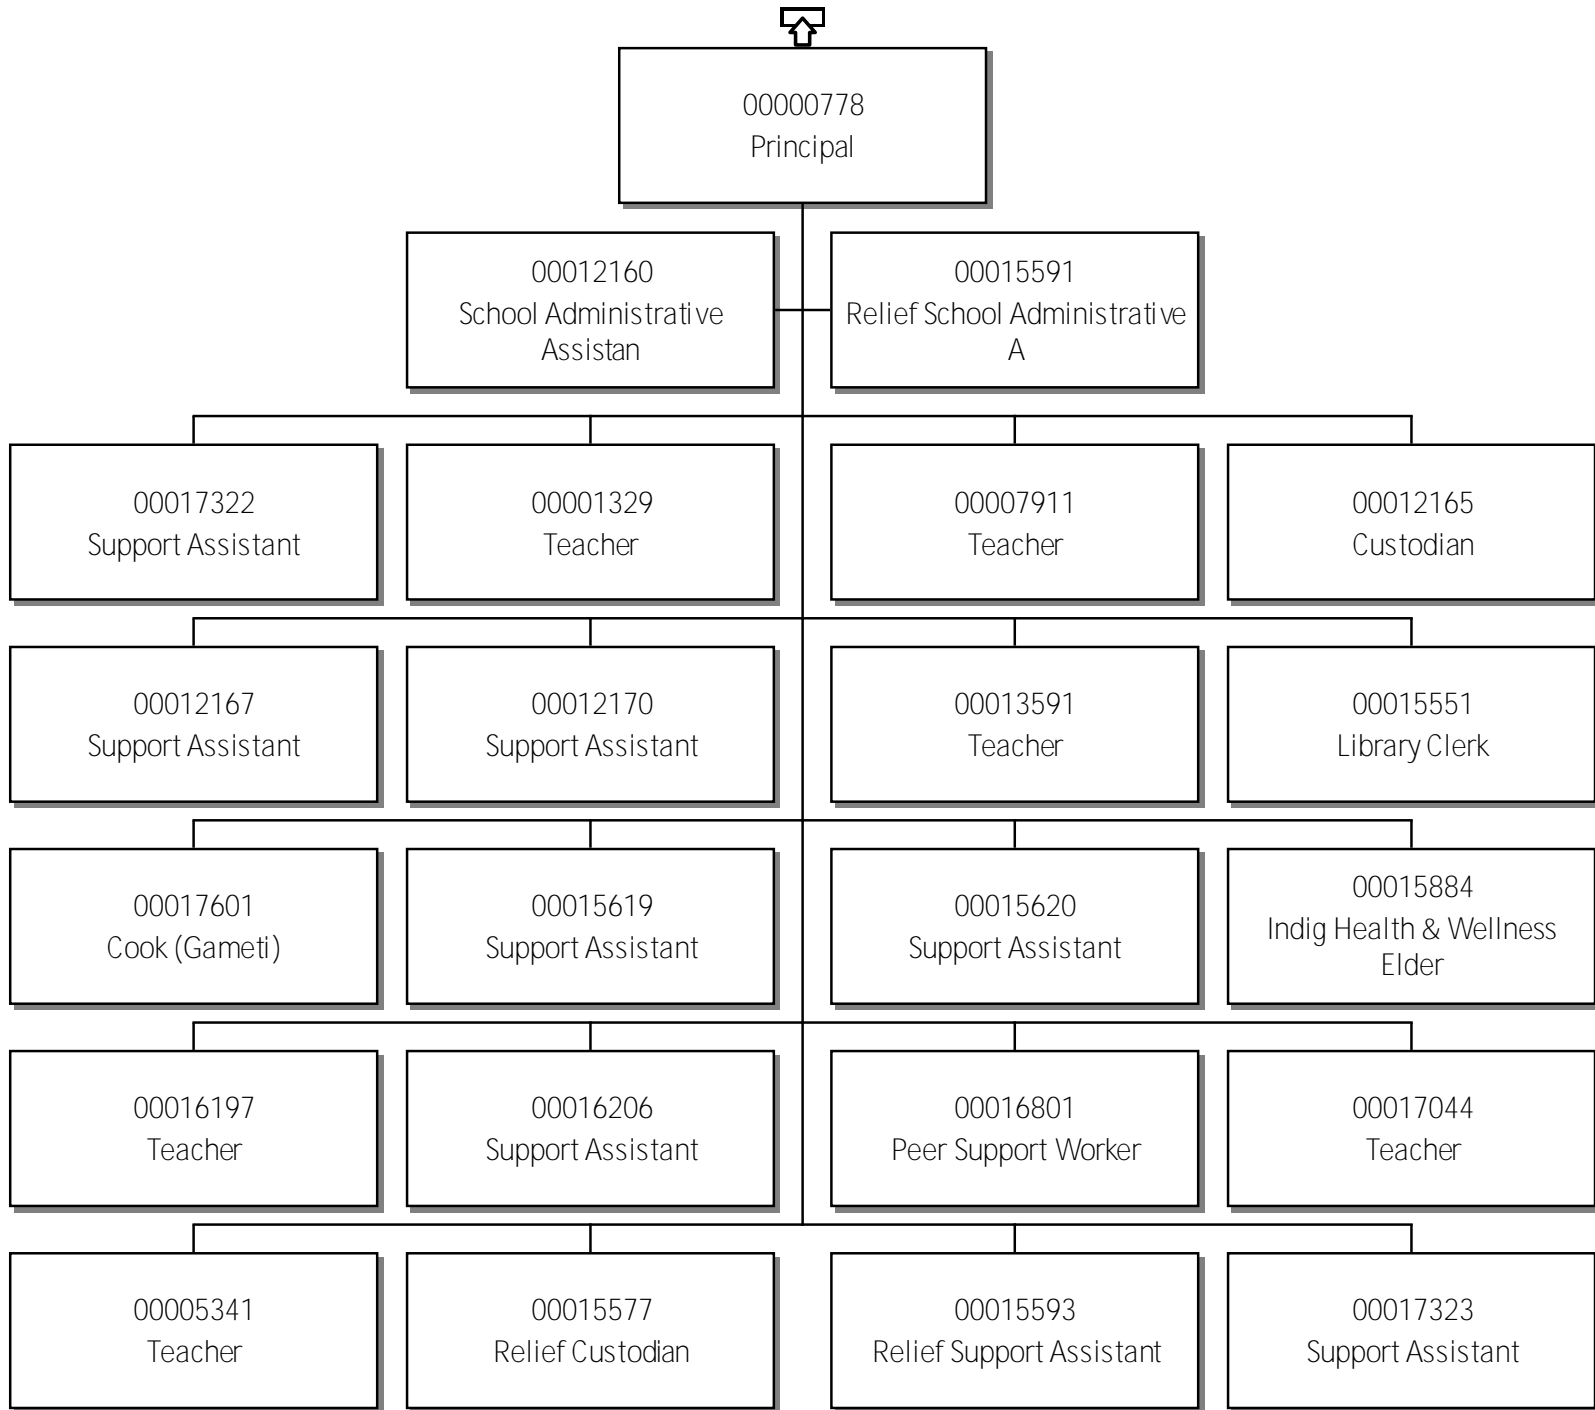 00000778
Principal
00012160
School Administrative
Assistan
00015591
Relief School Administrative
A
00017322
Support Assistant
00001329
Teacher
00007911
Teacher
00012165
Custodian
00012167
Support Assistant
00012170
Support Assistant
00013591
Teacher
00015551
Library Clerk
00017601
Cook (Gameti)
00015619
Support Assistant
00015620
Support Assistant
00015884
Indig Health & Wellness
Elder
00016197
Teacher
00016206
Support Assistant
00016801
Peer Support Worker
00017044
Teacher
00005341
Teacher
00015577
Relief Custodian
00015593
Relief Support Assistant
00017323
Support Assistant